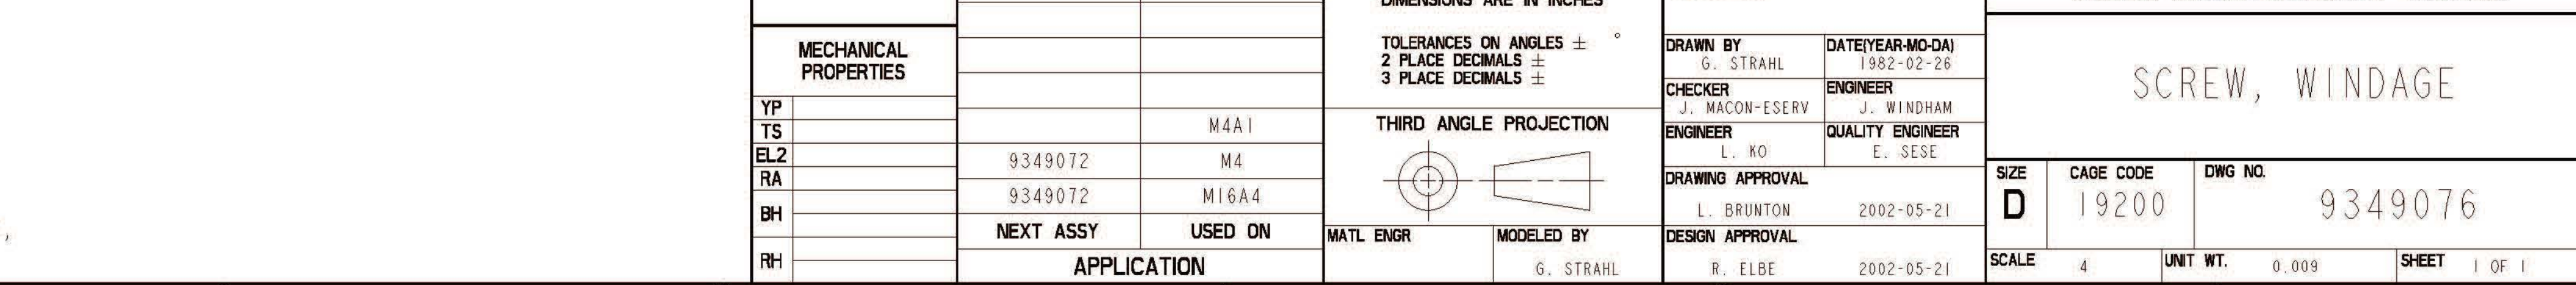 MECHANICAL
PROPERTIES
YP
TS
EL2
RA
BH
RH
M4A1
9349072 M4
9349072 M16A4
NEXT ASSY USED ON
APPLICATION
DIMENSIONS ARE IN INCHES
TOLERANCES ON ANGLES ± °
2 PLACE DECIMALS ±
3 PLACE DECIMALS ±
THIRD ANGLE PROJECTION
MATL ENGR
MODELED BY
G. STRAHL
DRAWN BY
G. STRAHL
DATE(YEAR-MO-DA)
1982-02-26
CHECKER
J. MACON-ESERV
ENGINEER
J. WINDHAM
ENGINEER
L. KO
QUALITY ENGINEER
E. SESE
DRAWING APPROVAL
L. BRUNTON 2002-05-21
DESIGN APPROVAL
R. ELBE 2002-05-21
SCREW, WINDAGE
SIZE
D
CAGE CODE
19200
DWG NO.
9349076
SCALE 4
UNIT WT. 0.009
SHEET 1 OF 1